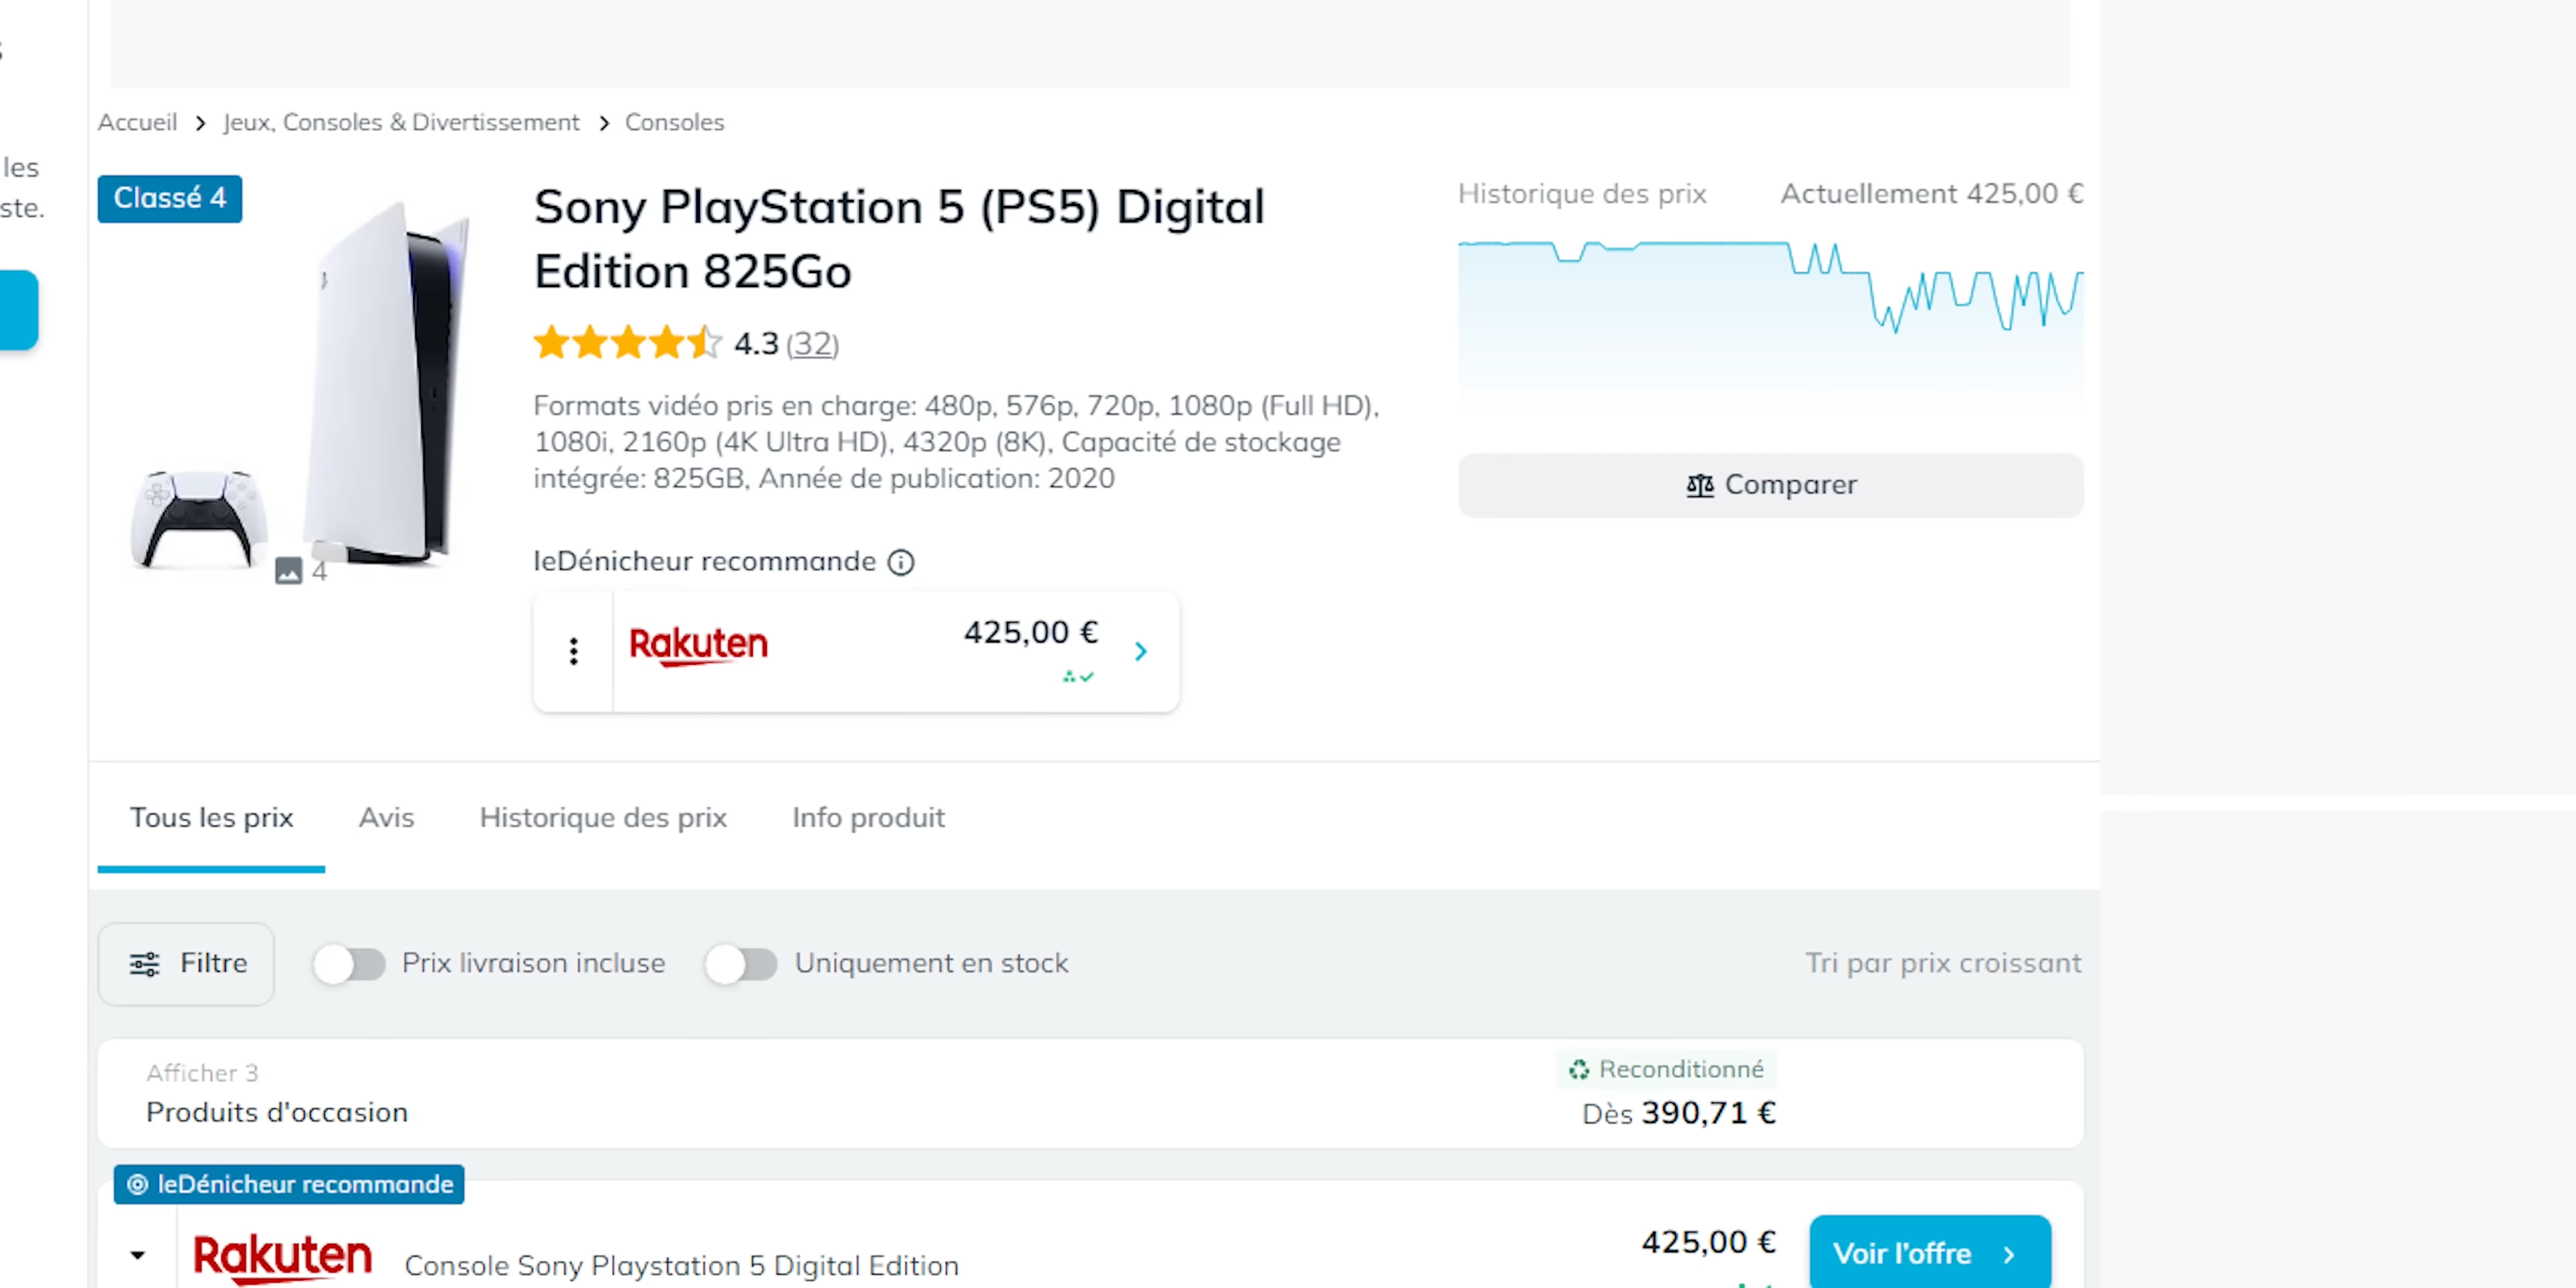 les
ste.
Accueil > Jeux, Consoles & Divertissement > Consoles
Classé 4
4
Sony PlayStation 5 (PS5) Digital
Edition 825Go
4.3 (32)
Formats vidéo pris en charge: 480p, 576p, 720p, 1080p (Full HD),
1080i, 2160p (4K Ultra HD), 4320p (8K), Capacité de stockage
intégrée: 825GB, Année de publication: 2020
leDénicheur recommande
Rakuten 425,00 €
Historique des prix Actuellement 425,00 €
Comparer
Tous les prix Avis Historique des prix Info produit
Filtre Prix livraison incluse Uniquement en stock Tri par prix croissant
Afficher 3
Produits d'occasion
Reconditionné
Dès 390,71 €
leDénicheur recommande
Rakuten Console Sony Playstation 5 Digital Edition 425,00 € Voir l'offre